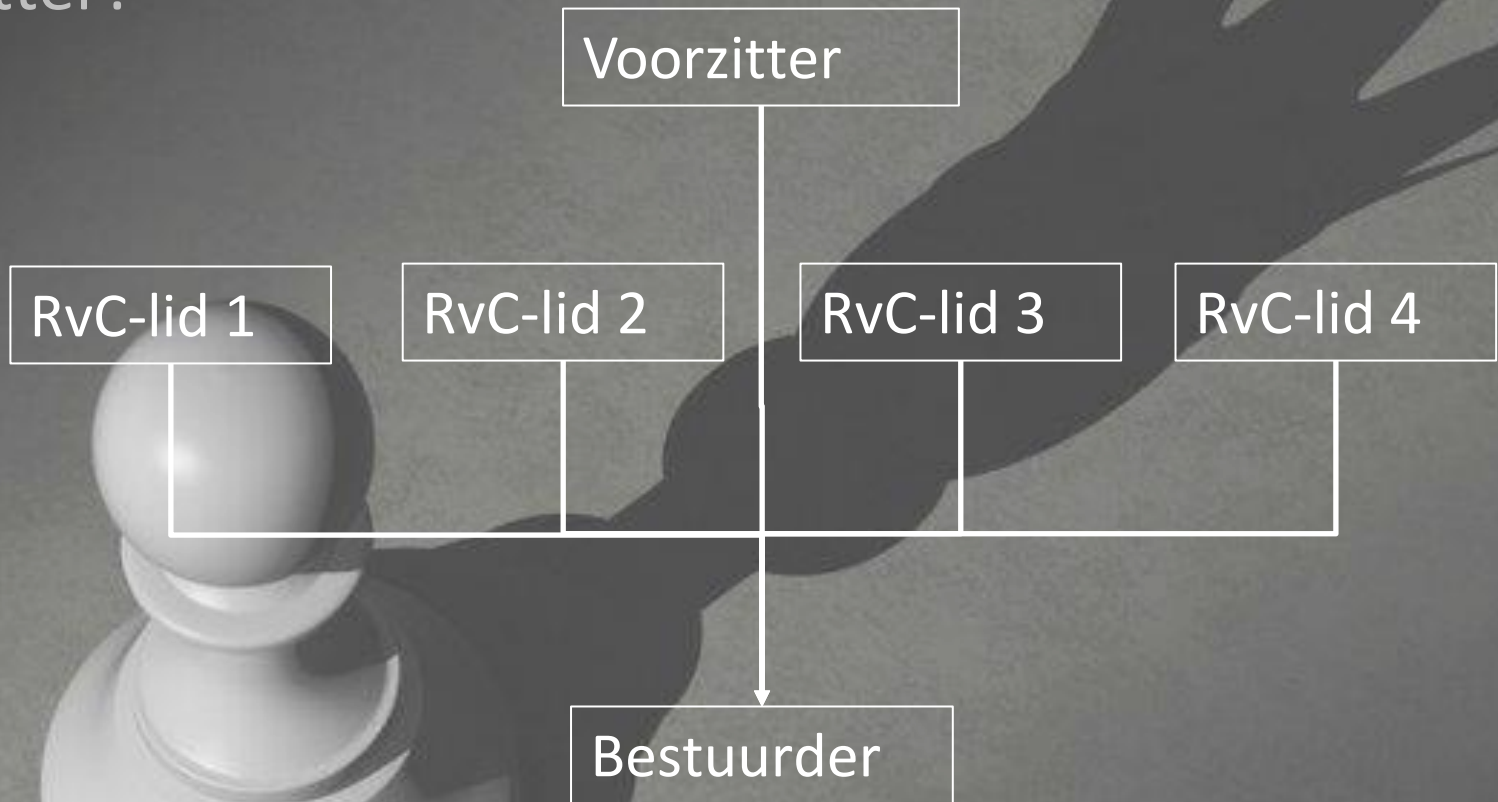 Voorzitter
RvC-lid 1
RvC-lid 2
RvC-lid 3
RvC-lid 4
Bestuurder